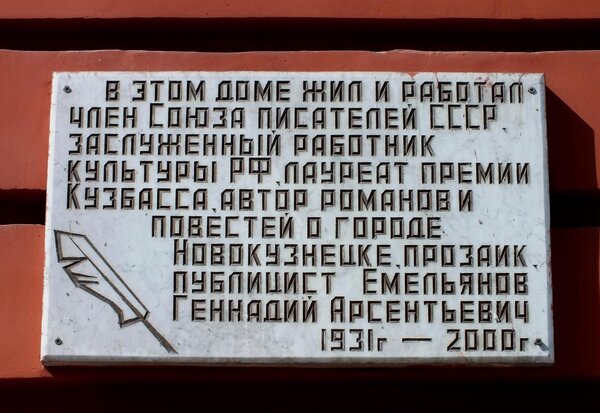 В ЭТОМ ДОМЕ ЖИЛ И РАБОТАЛ
ЧЛЕН СОЮЗА ПИСАТЕЛЕЙ СССР
ЗАСЛУЖЕННЫЙ РАБОТНИК
КУЛЬТУРЫ РФ, ЛАУРЕАТ ПРЕМИИ
КУЗБАССА, АВТОР РОМАНОВ И
ПОВЕСТЕЙ О ГОРОДЕ
НОВОКУЗНЕЦКЕ, ПРОЗАИК
ПУБЛИЦИСТ ЕМЕЛЬЯНОВ
ГЕННАДИЙ АРСЕНТЬЕВИЧ
1931г — 2000г